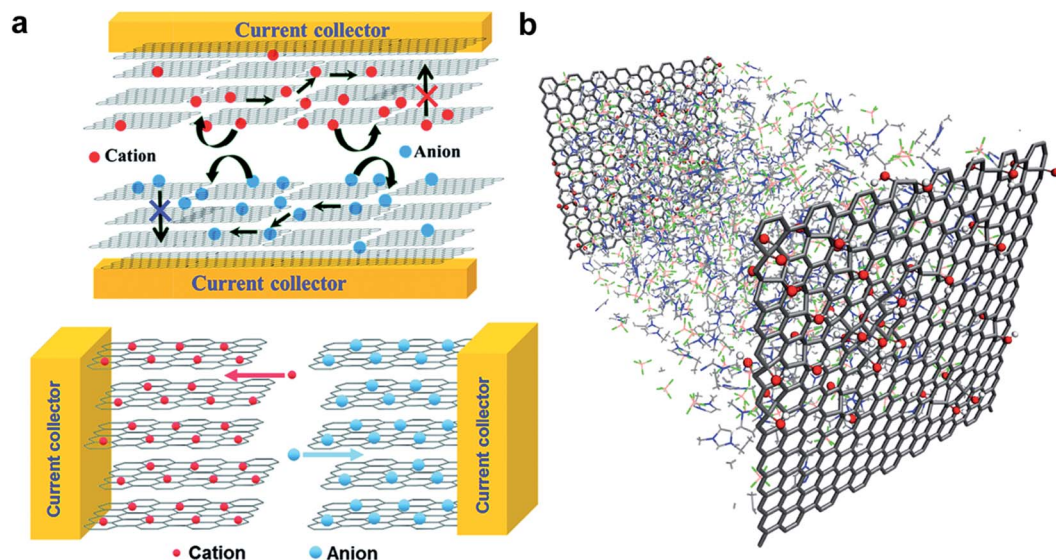 a
Current collector
Cation
Anion
Current collector
Current collector
Current collector
Cation
Anion
b